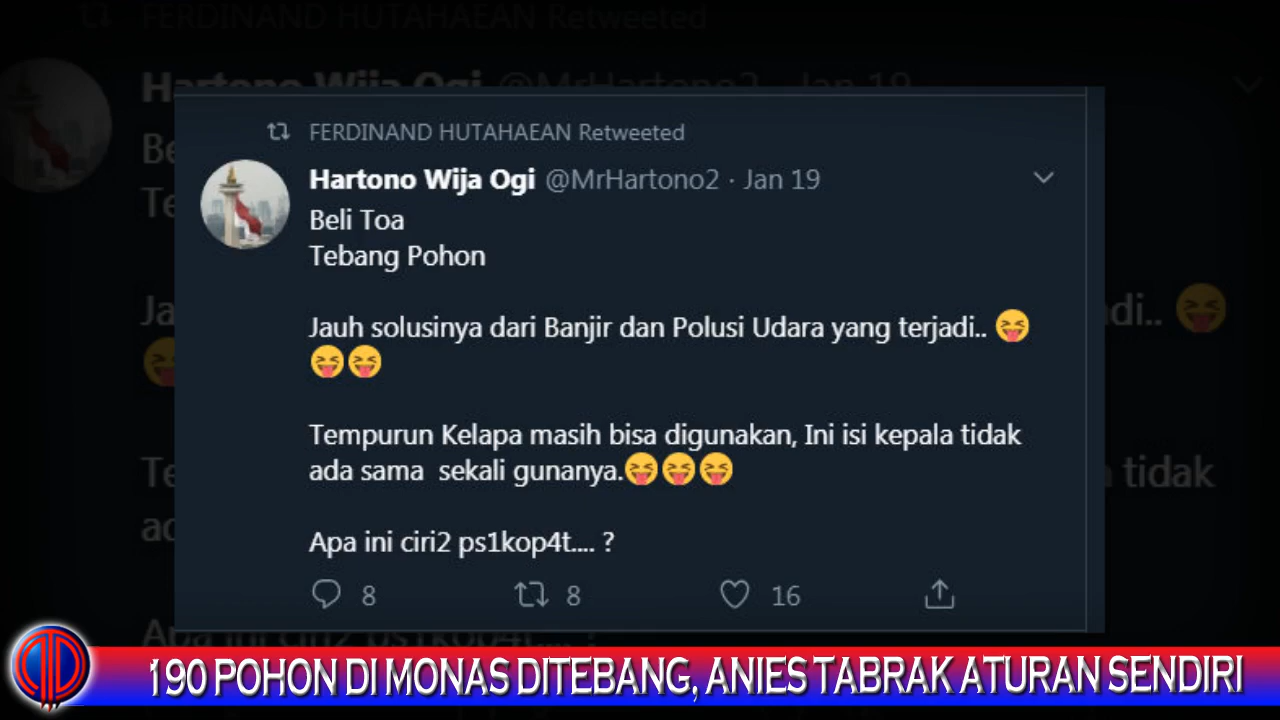 FERDINAND HUTAHAEAN Retweeted
Hartono Wija Ogi @MrHartono2 · Jan 19
Beli Toa
Tebang Pohon
Jauh solusinya dari Banjir dan Polusi Udara yang terjadi.. 😝
😝😝
Tempurun Kelapa masih bisa digunakan, Ini isi kepala tidak
ada sama sekali gunanya.😝😝😝
Apa ini ciri2 ps1kop4t.... ?
8 8 16
190 POHON DI MONAS DITEBANG, ANIES TABRAK ATURAN SENDIRI